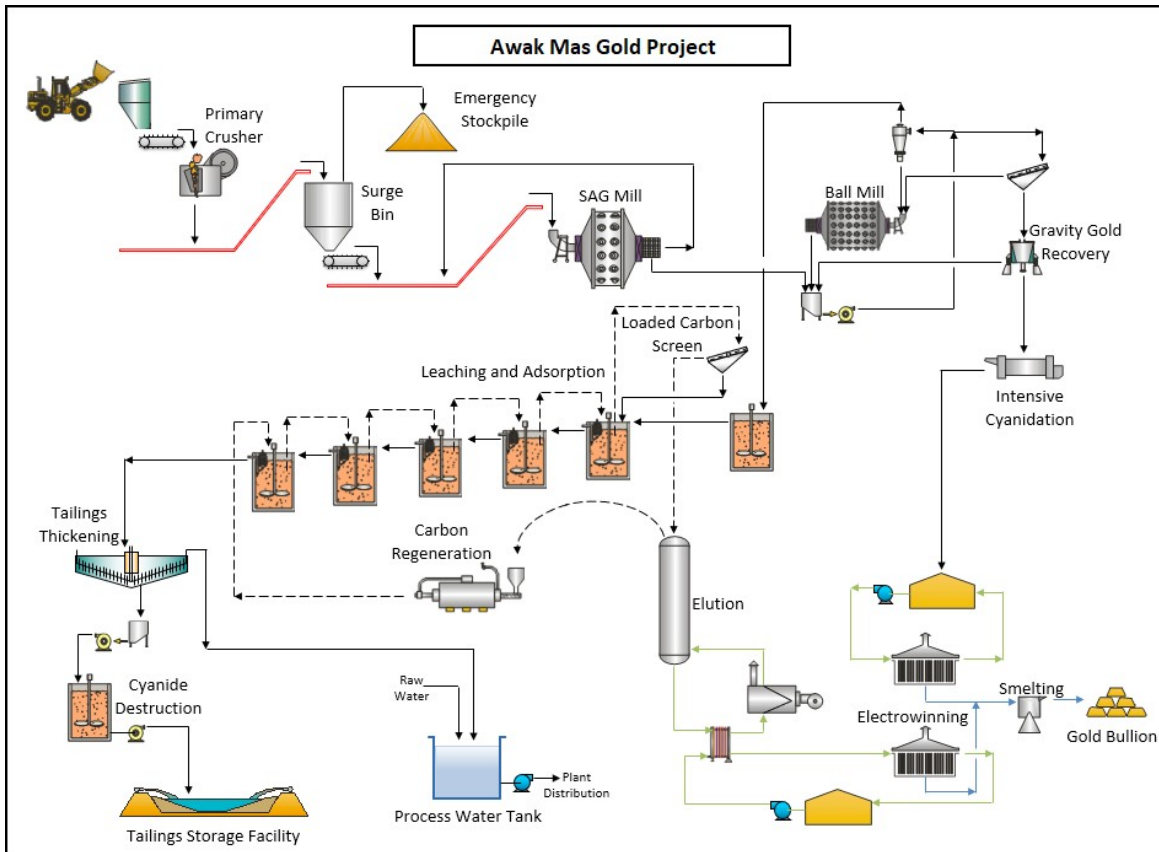 Awak Mas Gold Project
Primary
Crusher
Emergency
Stockpile
Surge
Bin
SAG Mill
Ball Mill
Gravity Gold
Recovery
Loaded Carbon
Screen
Leaching and Adsorption
Intensive
Cyanidation
Tailings
Thickening
Carbon
Regeneration
Elution
Cyanide
Destruction
Raw
Water
Smelting
Electrowinning
Gold Bullion
Plant
Distribution
Process Water Tank
Tailings Storage Facility